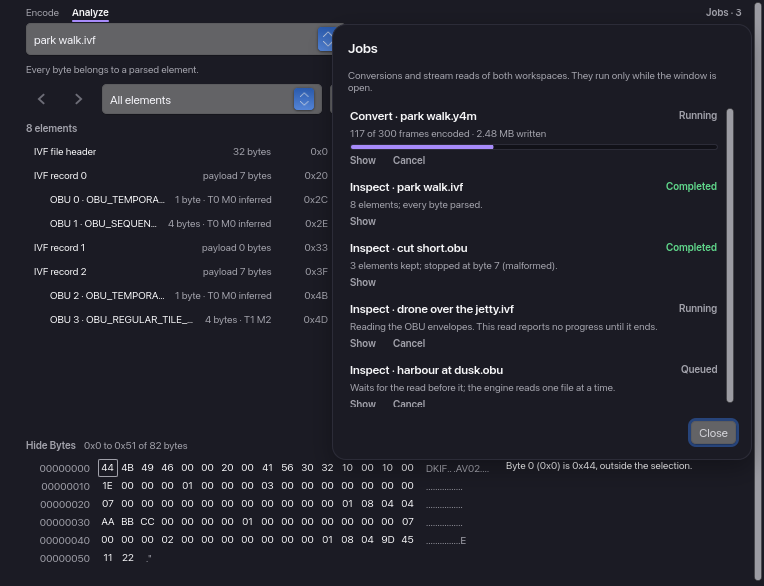 Encode Analyze
Jobs · 3
park walk.ivf
Every byte belongs to a parsed element.
All elements
8 elements
IVF file header 32 bytes 0x0
IVF record 0 payload 7 bytes 0x20
OBU 0 · OBU_TEMPORA... 1 byte · T0 M0 inferred 0x2C
OBU 1 · OBU_SEQUEN... 4 bytes · T0 M0 inferred 0x2E
IVF record 1 payload 0 bytes 0x33
IVF record 2 payload 7 bytes 0x3F
OBU 2 · OBU_TEMPORA... 1 byte · T0 M0 inferred 0x4B
OBU 3 · OBU_REGULAR_TILE_... 4 bytes · T1 M2 0x4D
Jobs
Conversions and stream reads of both workspaces. They run only while the window is
open.
Convert · park walk.y4m Running
117 of 300 frames encoded · 2.48 MB written
Show Cancel
Inspect · park walk.ivf Completed
8 elements; every byte parsed.
Show
Inspect · cut short.obu Completed
3 elements kept; stopped at byte 7 (malformed).
Show
Inspect · drone over the jetty.ivf Running
Reading the OBU envelopes. This read reports no progress until it ends.
Show Cancel
Inspect · harbour at dusk.obu Queued
Waits for the read before it; the engine reads one file at a time.
Show Cancel
Close
Hide Bytes 0x0 to 0x51 of 82 bytes
00000000 44 4B 49 46 00 00 20 00 41 56 30 32 10 00 10 00 DKIF.. .AV02....
00000010 1E 00 00 00 01 00 00 00 03 00 00 00 00 00 00 00 ................
00000020 07 00 00 00 00 00 00 00 00 00 00 00 01 08 04 04 ................
00000030 AA BB CC 00 00 00 00 01 00 00 00 00 00 00 00 07 ................
00000040 00 00 00 02 00 00 00 00 00 00 00 01 08 04 9D 45 ...............E
00000050 11 22 ."
Byte 0 (0x0) is 0x44, outside the selection.